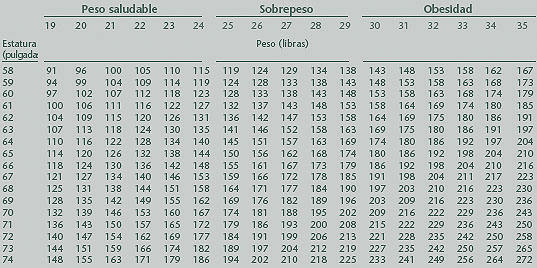 Peso saludable Sobrepeso Obesidad
19 20 21 22 23 24 25 26 27 28 29 30 31 32 33 34 35
Estatura Peso (libras)
(pulgadas
58 91 96 100 105 110 115 119 124 129 134 138 143 148 153 158 162 167
59 94 99 104 109 114 119 124 128 133 138 143 148 153 158 163 168 173
60 97 102 107 112 118 123 128 133 138 143 148 153 158 163 168 174 179
61 100 106 111 116 122 127 132 137 143 148 153 158 164 169 174 180 185
62 104 109 115 120 126 131 136 142 147 153 158 164 169 175 180 186 191
63 107 113 118 124 130 135 141 146 152 158 163 169 175 180 186 191 197
64 110 116 122 128 134 140 145 151 157 163 169 174 180 186 192 197 204
65 114 120 126 132 138 144 150 156 162 168 174 180 186 192 198 204 210
66 118 124 130 136 142 148 155 161 167 173 179 186 192 198 204 210 216
67 121 127 134 140 146 153 159 166 172 178 185 191 198 204 211 217 223
68 125 131 138 144 151 158 164 171 177 184 190 197 203 210 216 223 230
69 128 135 142 149 155 162 169 176 182 189 196 203 209 216 223 230 236
70 132 139 146 153 160 167 174 181 188 195 202 209 216 222 229 236 243
71 136 143 150 157 165 172 179 186 193 200 208 215 222 229 236 243 250
72 140 147 154 162 169 177 184 191 199 206 213 221 228 235 242 250 258
73 144 151 159 166 174 182 189 197 204 212 219 227 235 242 250 257 265
74 148 155 163 171 179 186 194 202 210 218 225 233 241 249 256 264 272